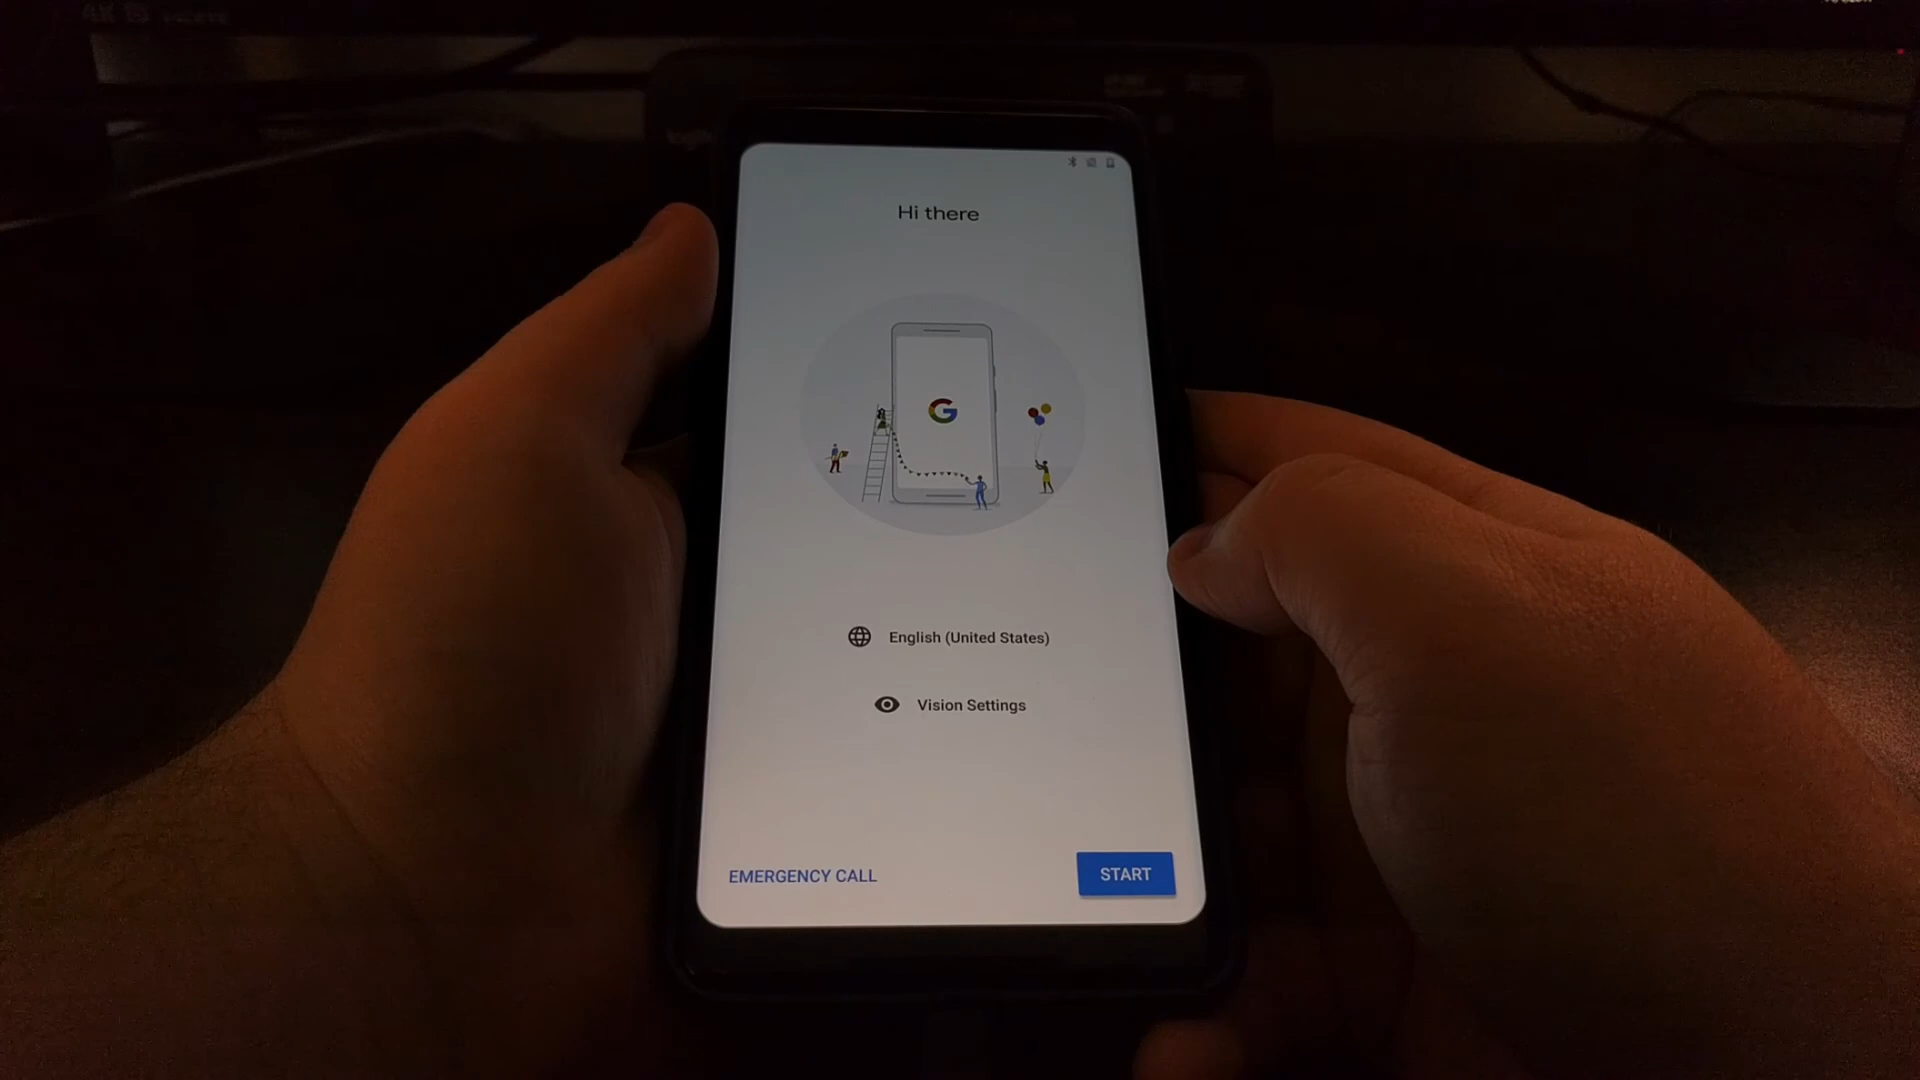 Hi there
G
English (United States)
Vision Settings
EMERGENCY CALL
START